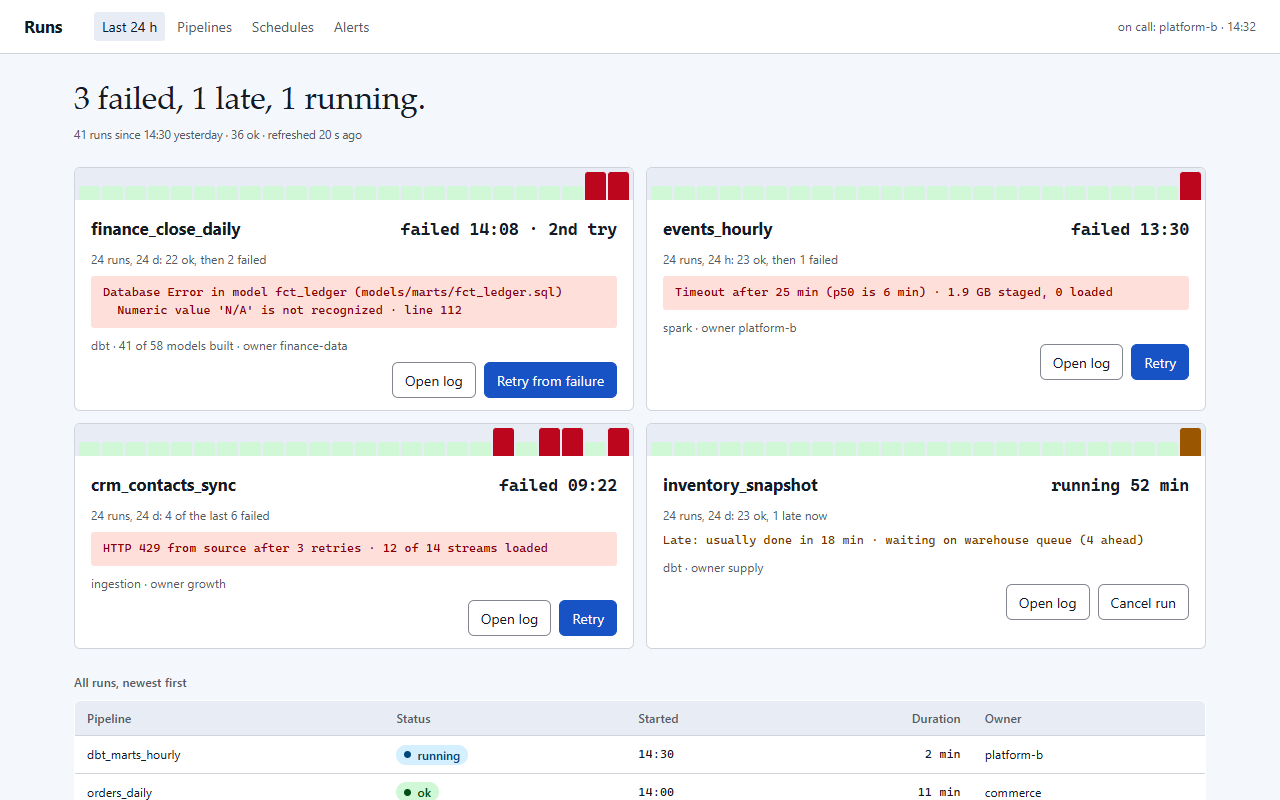 Runs
Last 24 h
Pipelines
Schedules
Alerts
on call: platform-b · 14:32
3 failed, 1 late, 1 running.
41 runs since 14:30 yesterday · 36 ok · refreshed 20 s ago
finance_close_daily
failed 14:08 · 2nd try
24 runs, 24 d: 22 ok, then 2 failed
Database Error in model fct_ledger (models/marts/fct_ledger.sql)
Numeric value 'N/A' is not recognized · line 112
dbt · 41 of 58 models built · owner finance-data
Open log
Retry from failure
events_hourly
failed 13:30
24 runs, 24 h: 23 ok, then 1 failed
Timeout after 25 min (p50 is 6 min) · 1.9 GB staged, 0 loaded
spark · owner platform-b
Open log
Retry
crm_contacts_sync
failed 09:22
24 runs, 24 d: 4 of the last 6 failed
HTTP 429 from source after 3 retries · 12 of 14 streams loaded
ingestion · owner growth
Open log
Retry
inventory_snapshot
running 52 min
24 runs, 24 d: 23 ok, 1 late now
Late: usually done in 18 min · waiting on warehouse queue (4 ahead)
dbt · owner supply
Open log
Cancel run
All runs, newest first
Pipeline Status Started Duration Owner
dbt_marts_hourly running 14:30 2 min platform-b
orders_daily ok 14:00 11 min commerce